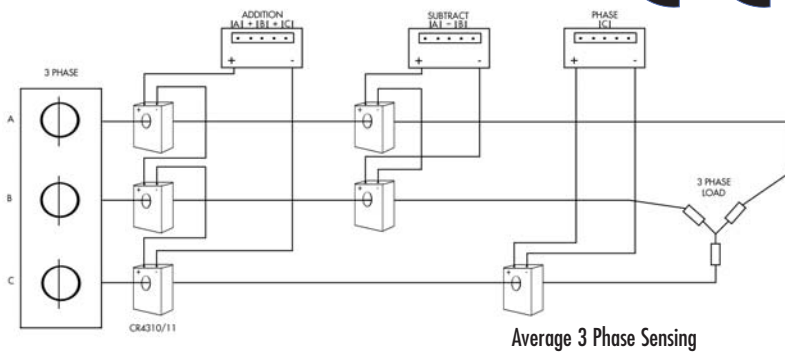 ADDITION
|A| + |B| + |C|
SUBTRACT
|A| - |B|
PHASE
|C|
+ -
+ -
+ -
3 PHASE
A
+ -
+ -
B
+ -
+ -
3 PHASE
LOAD
C
+ -
+ -
CR4310/11
Average 3 Phase Sensing